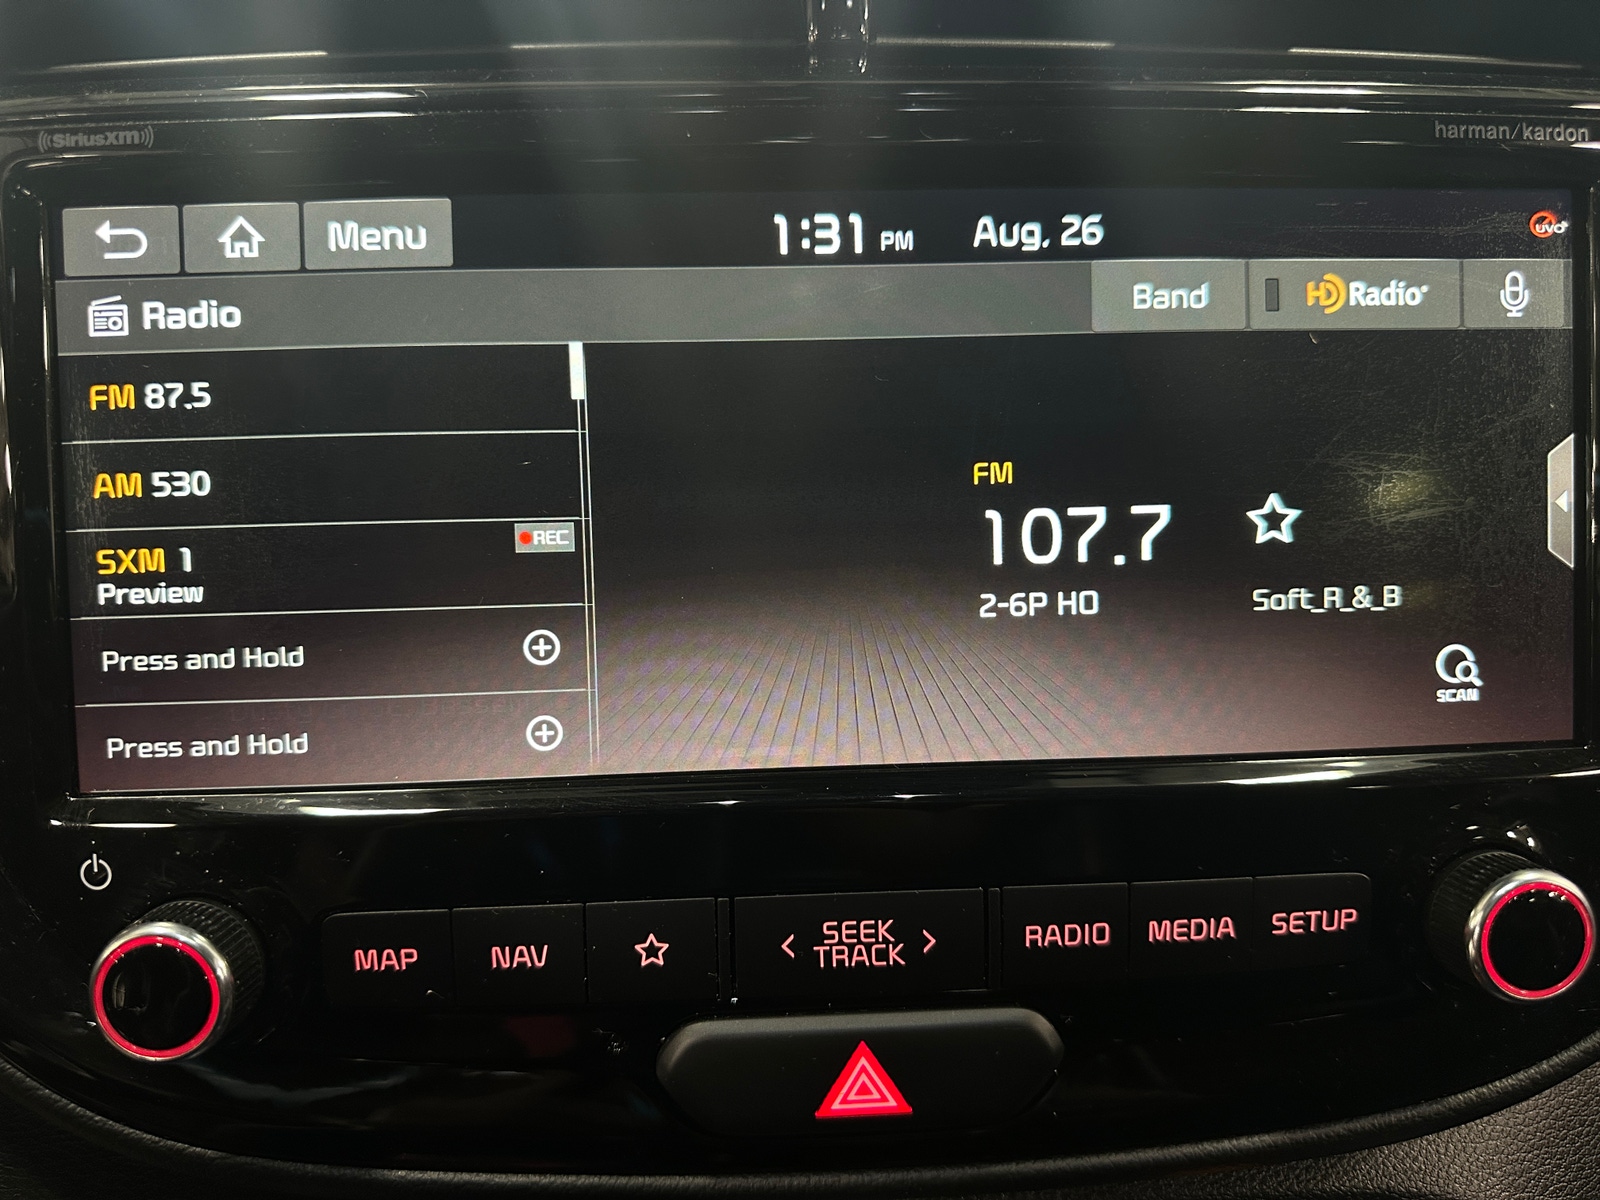 ((SiriusXM))
harman/kardon
Menu
1:31 PM
Aug. 26
UVO
Radio
Band
HD Radio
FM 87.5
AM 530
SXM 1
REC
Preview
Press and Hold
Press and Hold
FM
107.7
2-6P HO
Soft_R_&_B
SCAN
MAP
NAV
< SEEK >
TRACK
RADIO
MEDIA
SETUP